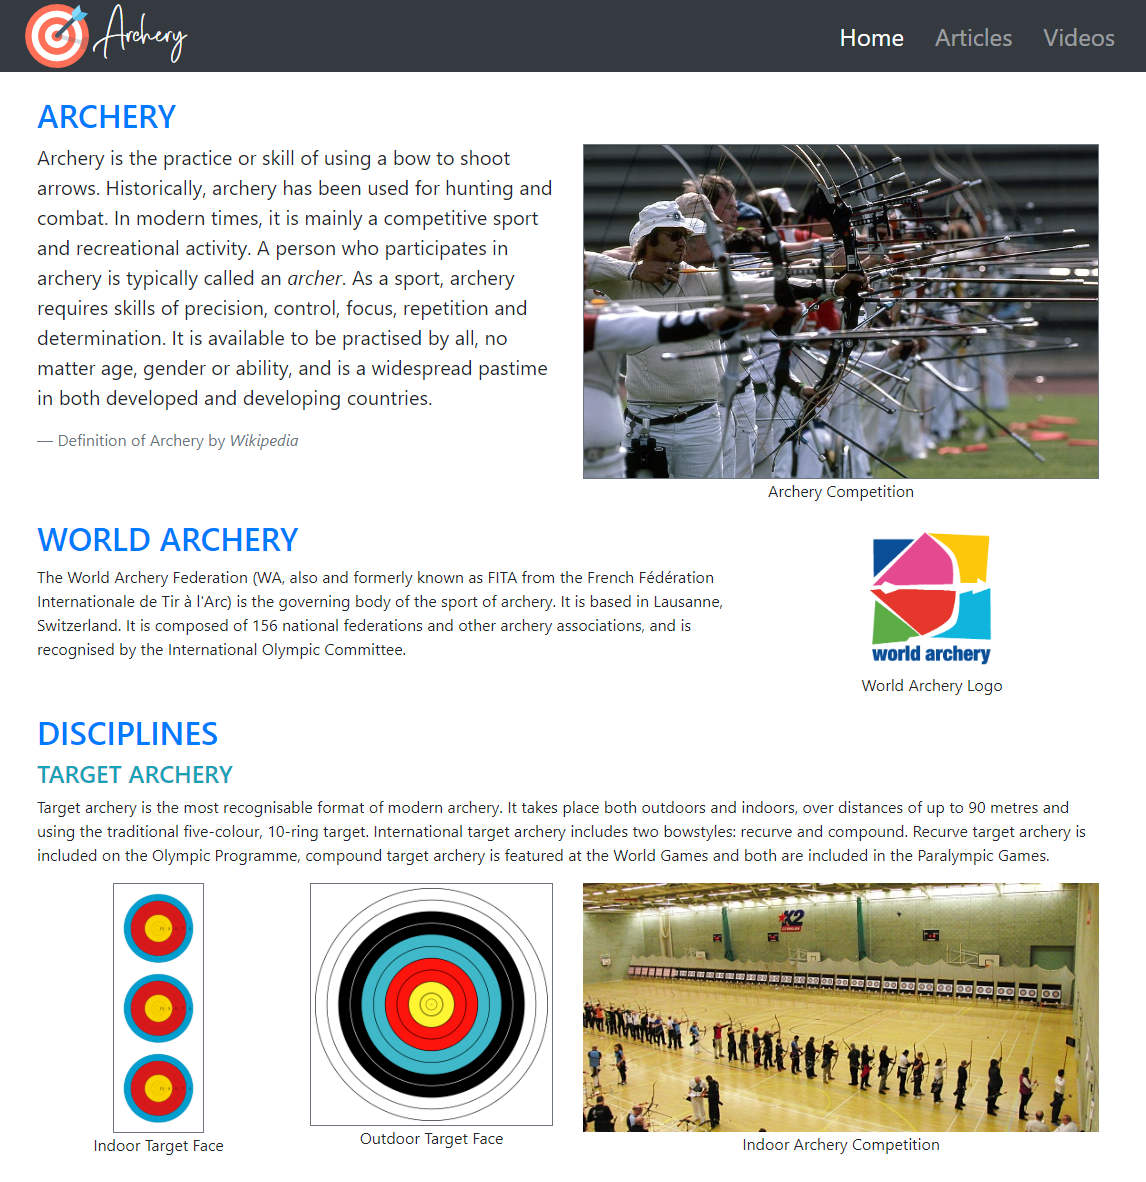 Archery
Home Articles Videos
ARCHERY
Archery is the practice or skill of using a bow to shoot
arrows. Historically, archery has been used for hunting and
combat. In modern times, it is mainly a competitive sport
and recreational activity. A person who participates in
archery is typically called an archer. As a sport, archery
requires skills of precision, control, focus, repetition and
determination. It is available to be practised by all, no
matter age, gender or ability, and is a widespread pastime
in both developed and developing countries.
— Definition of Archery by Wikipedia
Archery Competition
WORLD ARCHERY
The World Archery Federation (WA, also and formerly known as FITA from the French Fédération
Internationale de Tir à l'Arc) is the governing body of the sport of archery. It is based in Lausanne,
Switzerland. It is composed of 156 national federations and other archery associations, and is
recognised by the International Olympic Committee.
world archery
World Archery Logo
DISCIPLINES
TARGET ARCHERY
Target archery is the most recognisable format of modern archery. It takes place both outdoors and indoors, over distances of up to 90 metres and
using the traditional five-colour, 10-ring target. International target archery includes two bowstyles: recurve and compound. Recurve target archery is
included on the Olympic Programme, compound target archery is featured at the World Games and both are included in the Paralympic Games.
X2
Indoor Target Face
Outdoor Target Face
Indoor Archery Competition